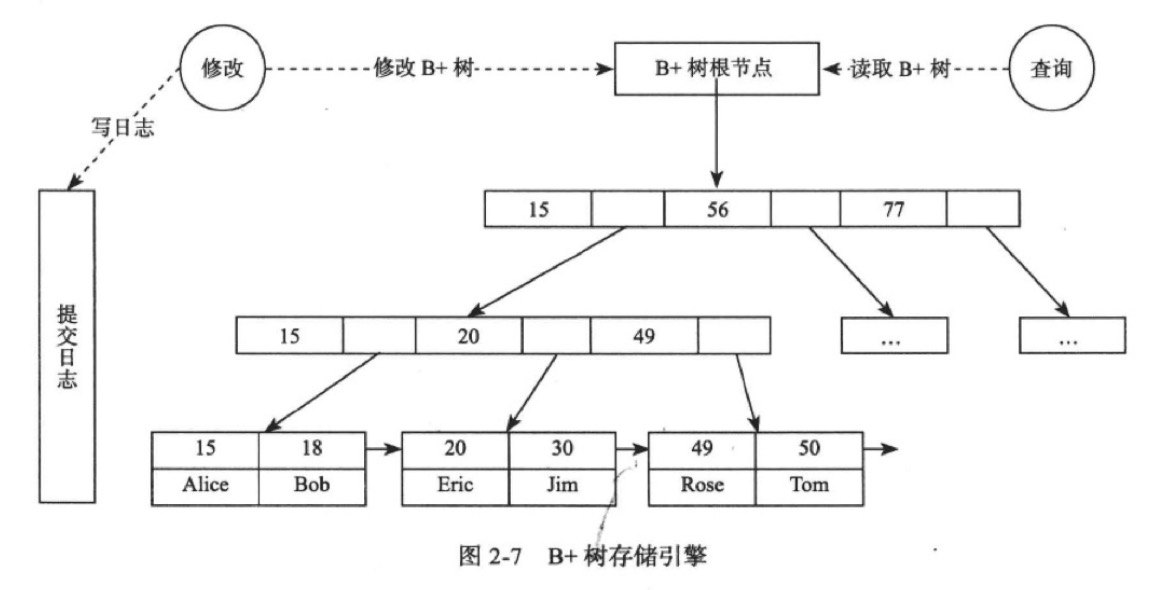 修改
修改 B+ 树
B+ 树根节点
读取 B+ 树
查询
写日志
15 56 77
提交日志
15 20 49
... ...
15 18 20 30 49 50
Alice Bob Eric Jim Rose Tom
图 2-7 B+ 树存储引擎